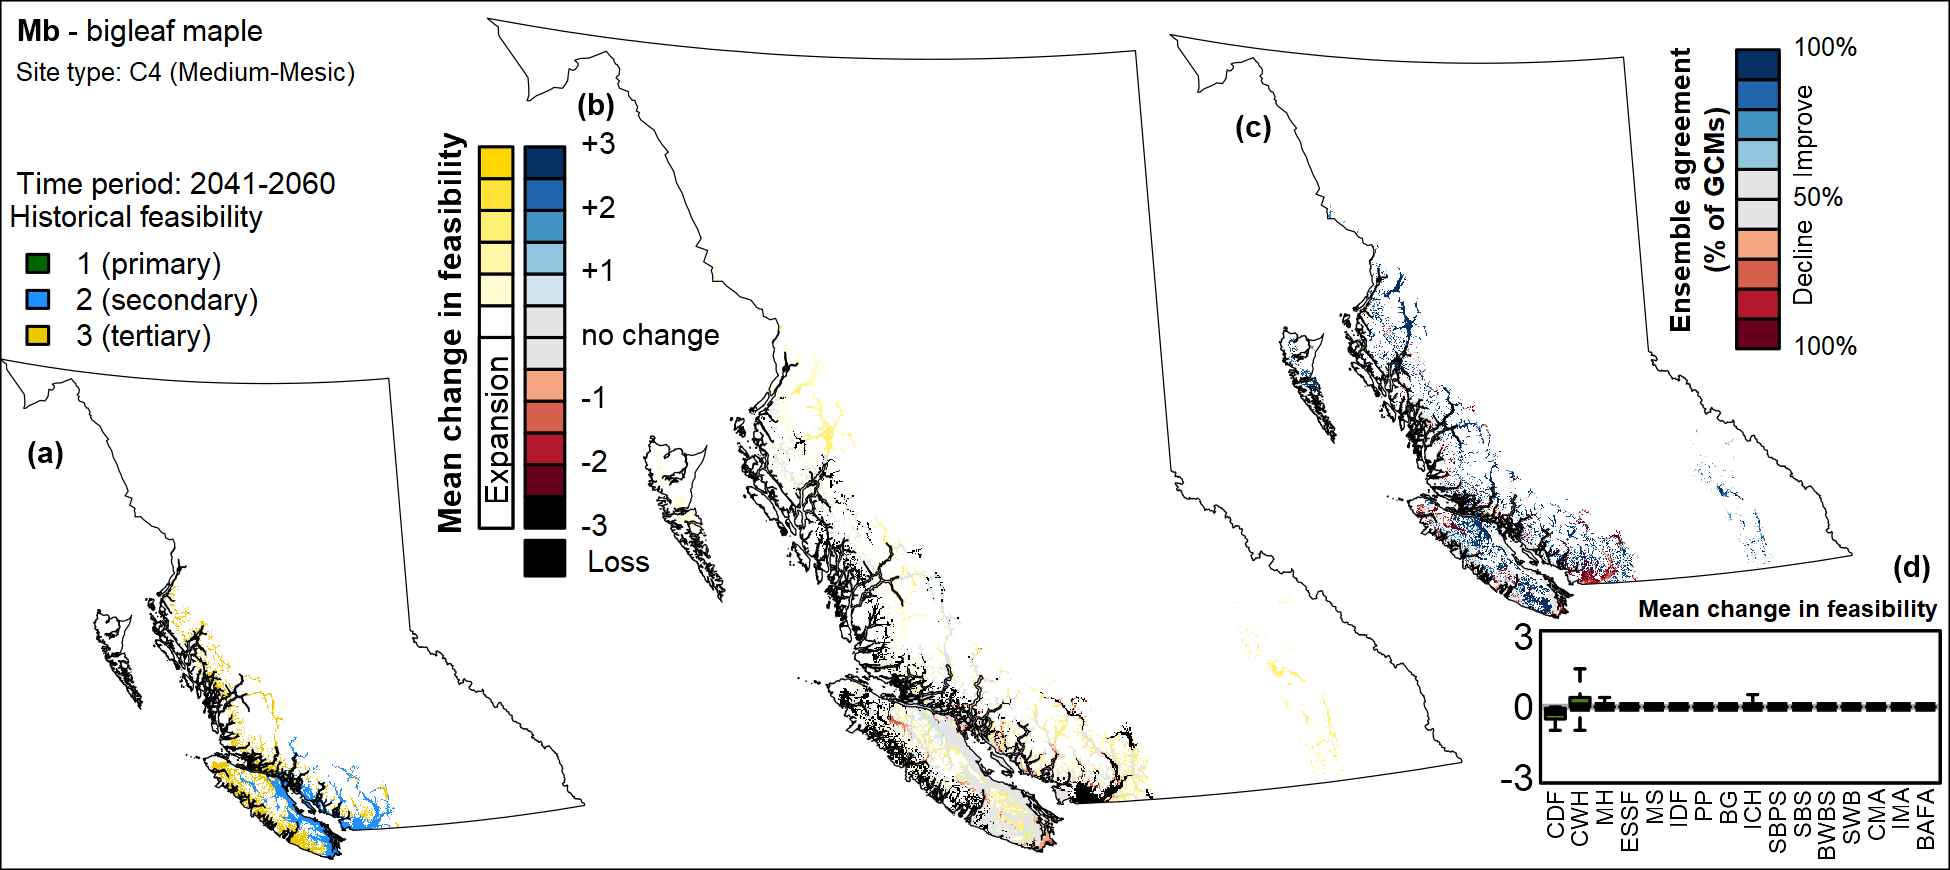 Mb - bigleaf maple
Site type: C4 (Medium-Mesic)
Time period: 2041-2060
Historical feasibility
1 (primary)
2 (secondary)
3 (tertiary)
(a)
(b)
Mean change in feasibility
Expansion
+3
+2
+1
no change
-1
-2
-3
Loss
(c)
Ensemble agreement
(% of GCMs)
Improve
Decline
100%
50%
100%
(d)
Mean change in feasibility
3
0
-3
CDF
CWH
MH
ESSF
MS
IDF
PP
BG
ICH
SBPS
SBS
BWBS
SWB
CMA
IMA
BAFA